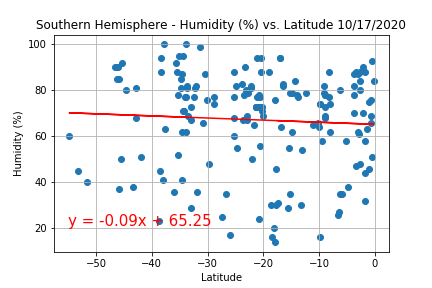 Southern Hemisphere - Humidity (%) vs. Latitude 10/17/2020
100
80
60
40
20
Humidity (%)
y = -0.09x + 65.25
−50 −40 −30 −20 −10 0
Latitude